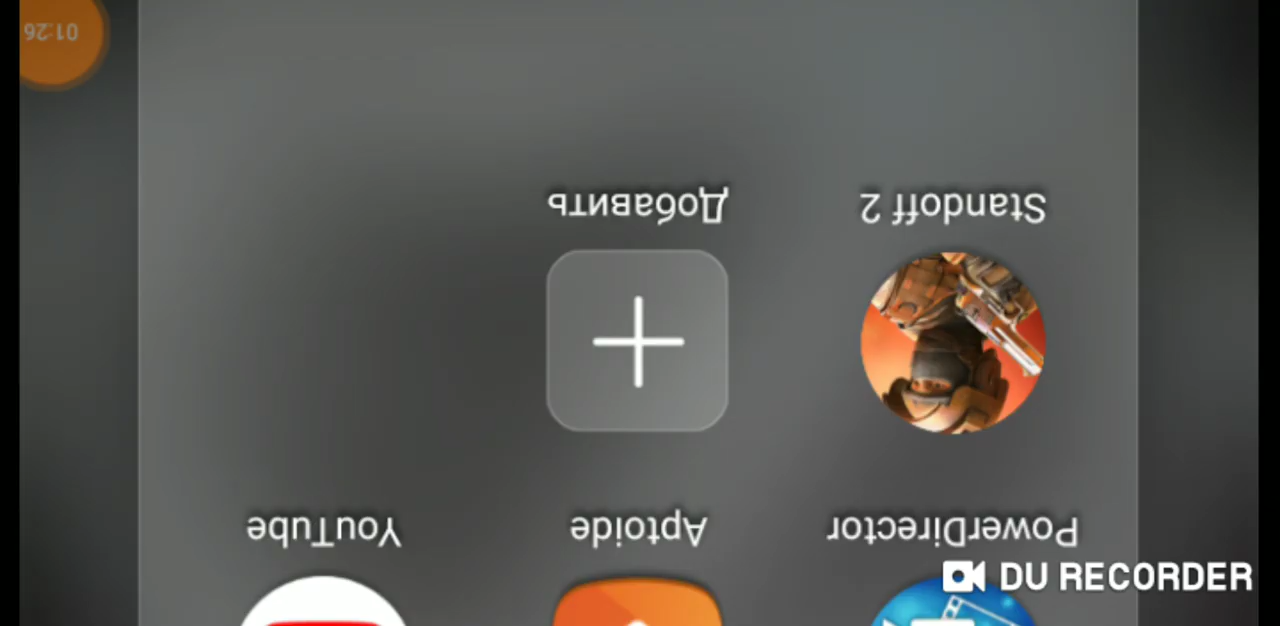 PowerDirector Aptoide YouTube
Standoff 2 Добавить
01:26
DU RECORDER